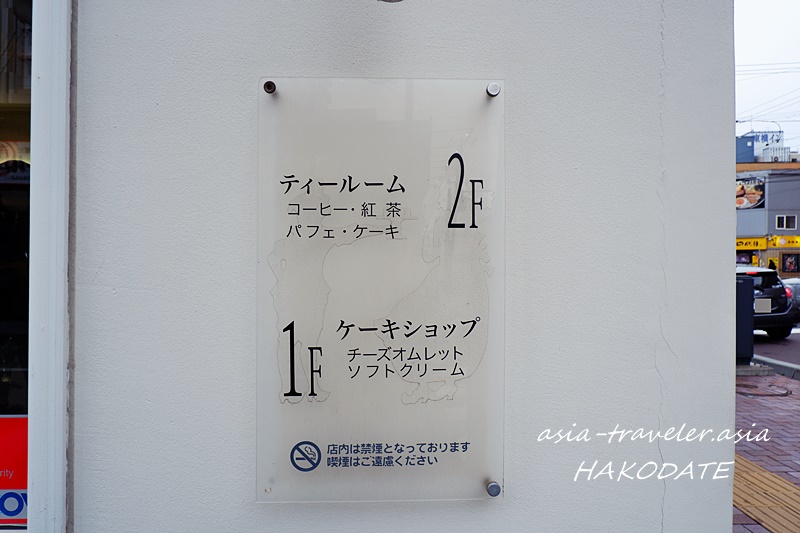 ティールーム
コーヒー・紅茶
パフェ・ケーキ
2F
1F
ケーキショップ
チーズオムレット
ソフトクリーム
店内は禁煙となっております
喫煙はご遠慮ください
asia-traveler.asia
HAKODATE